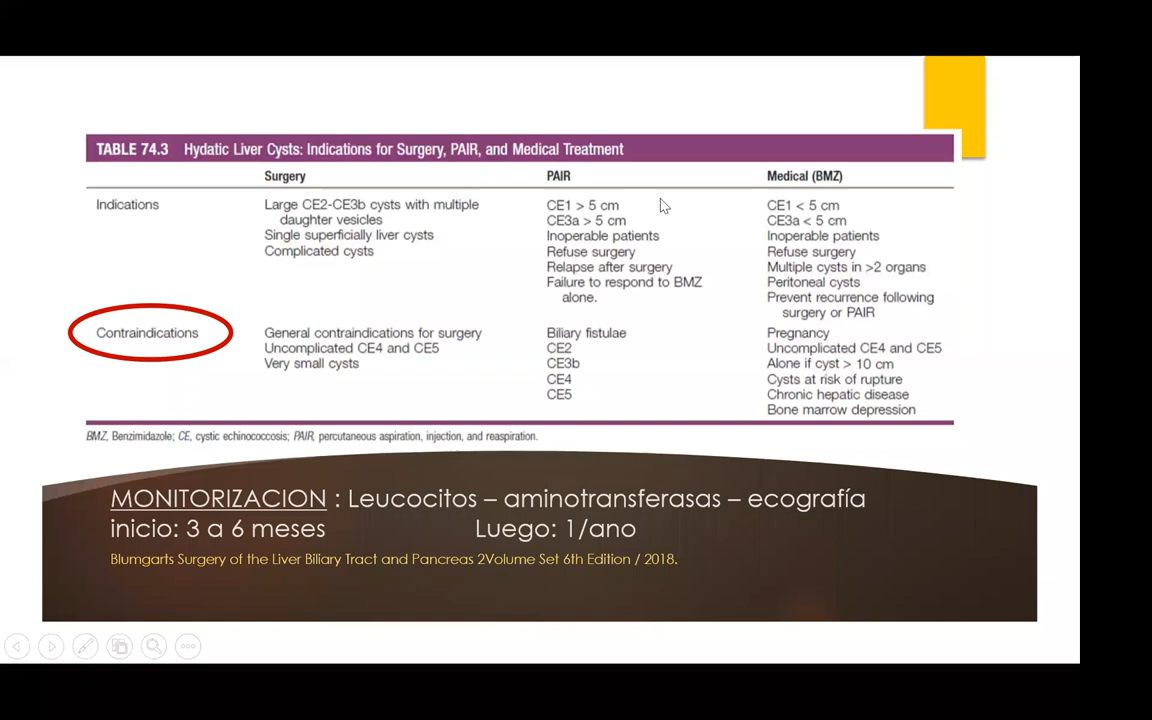 TABLE 74.3 Hydatic Liver Cysts: Indications for Surgery, PAIR, and Medical Treatment
Surgery PAIR Medical (BMZ)
Indications Large CE2-CE3b cysts with multiple CE1 > 5 cm CE1 < 5 cm
daughter vesicles CE3a > 5 cm CE3a < 5 cm
Single superficially liver cysts Inoperable patients Inoperable patients
Complicated cysts Refuse surgery Refuse surgery
Relapse after surgery Multiple cysts in >2 organs
Failure to respond to BMZ Peritoneal cysts
alone. Prevent recurrence following
surgery or PAIR
Contraindications General contraindications for surgery Biliary fistulae Pregnancy
Uncomplicated CE4 and CE5 CE2 Uncomplicated CE4 and CE5
Very small cysts CE3b Alone if cyst > 10 cm
CE4 Cysts at risk of rupture
CE5 Chronic hepatic disease
Bone marrow depression
BMZ, Benzimidazole; CE, cystic echinococcosis; PAIR, percutaneous aspiration, injection, and reaspiration.
MONITORIZACION : Leucocitos – aminotransferasas – ecografía
inicio: 3 a 6 meses Luego: 1/ano
Blumgarts Surgery of the Liver Biliary Tract and Pancreas 2Volume Set 6th Edition / 2018.